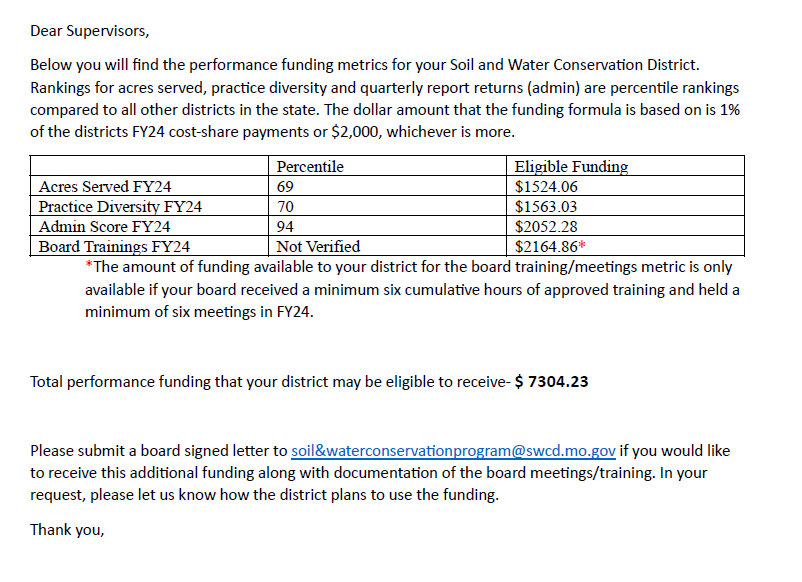 Dear Supervisors,
Below you will find the performance funding metrics for your Soil and Water Conservation District.
Rankings for acres served, practice diversity and quarterly report returns (admin) are percentile rankings
compared to all other districts in the state. The dollar amount that the funding formula is based on is 1%
of the districts FY24 cost-share payments or $2,000, whichever is more.
Percentile Eligible Funding
Acres Served FY24 69 $1524.06
Practice Diversity FY24 70 $1563.03
Admin Score FY24 94 $2052.28
Board Trainings FY24 Not Verified $2164.86*
*The amount of funding available to your district for the board training/meetings metric is only
available if your board received a minimum six cumulative hours of approved training and held a
minimum of six meetings in FY24.
Total performance funding that your district may be eligible to receive- $ 7304.23
Please submit a board signed letter to soil&waterconservationprogram@swcd.mo.gov if you would like
to receive this additional funding along with documentation of the board meetings/training. In your
request, please let us know how the district plans to use the funding.
Thank you,